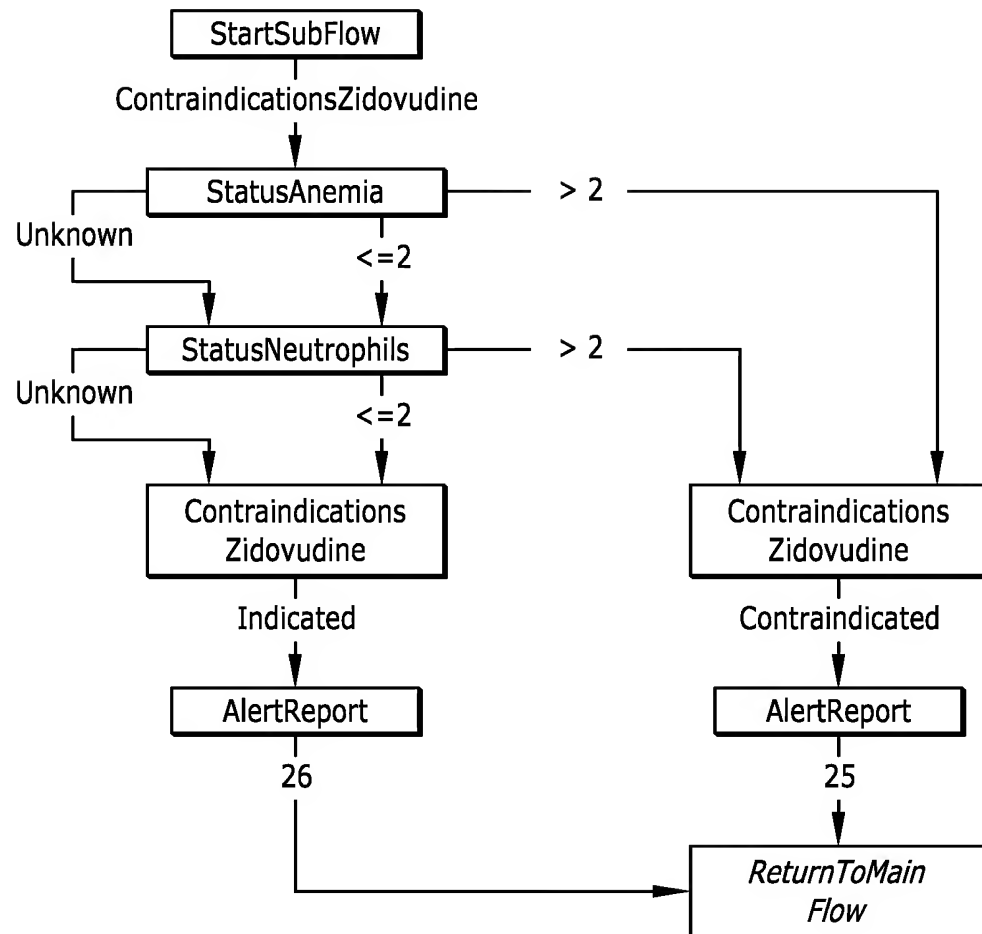 StartSubFlow
ContraindicationsZidovudine
StatusAnemia
> 2
Unknown
<=2
StatusNeutrophils
> 2
Unknown
<=2
Contraindications
Zidovudine
Contraindications
Zidovudine
Indicated
Contraindicated
AlertReport
AlertReport
26
25
ReturnToMain
Flow